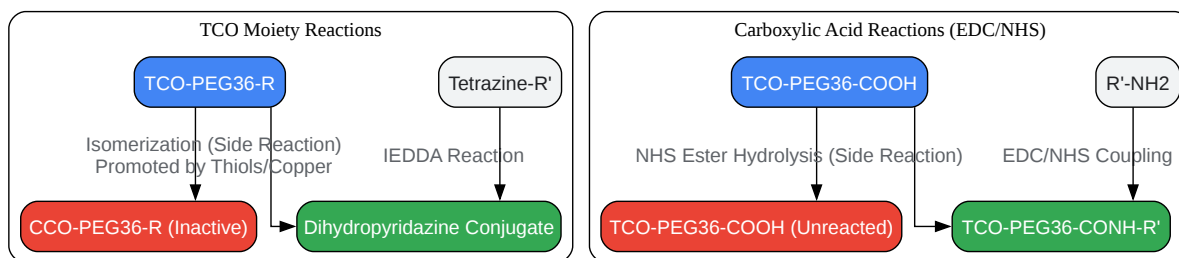 TCO Moiety Reactions
TCO-PEG36-R
Tetrazine-R'
Isomerization (Side Reaction)
Promoted by Thiols/Copper
IEDDA Reaction
CCO-PEG36-R (Inactive)
Dihydropyridazine Conjugate
Carboxylic Acid Reactions (EDC/NHS)
TCO-PEG36-COOH
R'-NH2
NHS Ester Hydrolysis (Side Reaction)
EDC/NHS Coupling
TCO-PEG36-COOH (Unreacted)
TCO-PEG36-CONH-R'